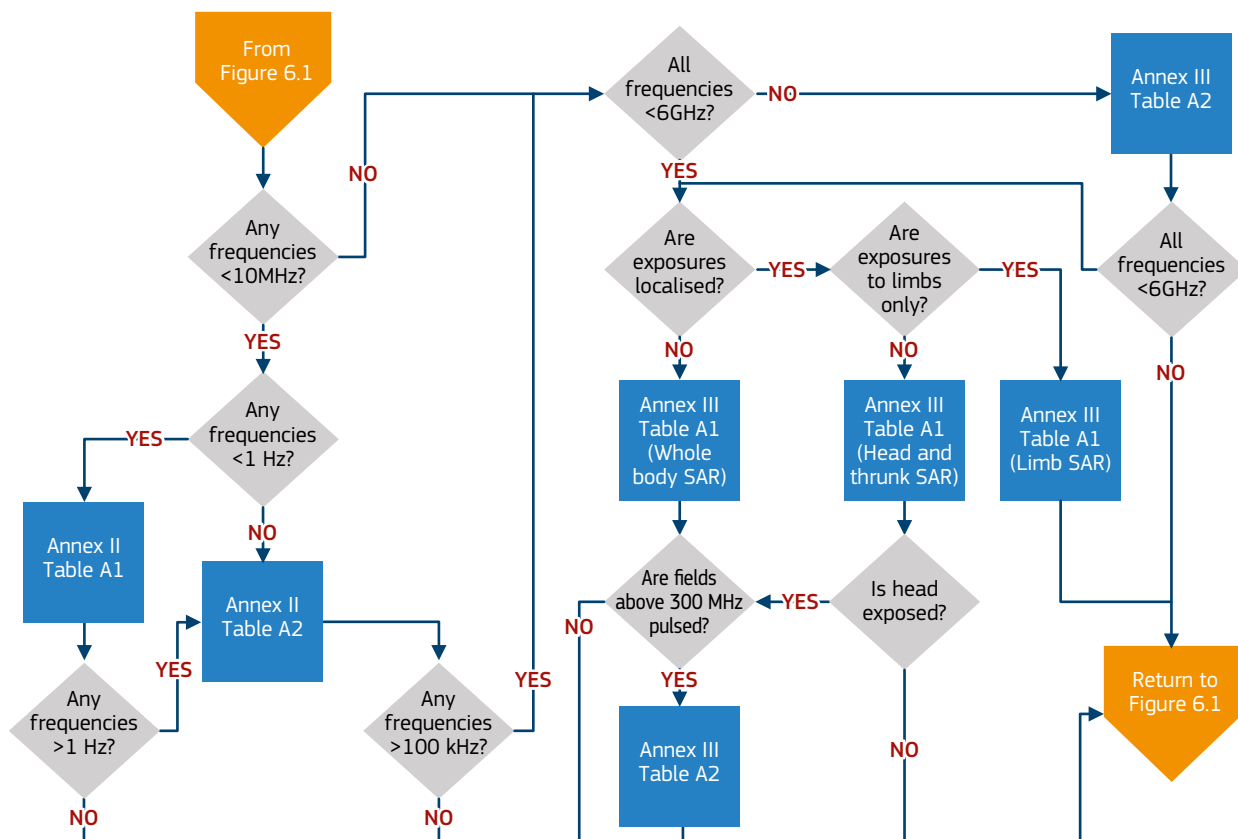 From
Figure 6.1
NO
Any
frequencies
<10MHz?
YES
Any
frequencies
<1 Hz?
YES
NO
Annex II
Table A1
Annex II
Table A2
YES
Any
frequencies
>1 Hz?
NO
Any
frequencies
>100 kHz?
YES
NO
All
frequencies
<6GHz?
NO
YES
Annex III
Table A2
All
frequencies
<6GHz?
NO
Are
exposures
localised?
YES
NO
Are
exposures
to limbs
only?
YES
NO
Annex III
Table A1
(Whole
body SAR)
Annex III
Table A1
(Head and
thrunk SAR)
Annex III
Table A1
(Limb SAR)
Are fields
above 300 MHz
pulsed?
NO
YES
YES
Is head
exposed?
NO
Annex III
Table A2
Return to
Figure 6.1